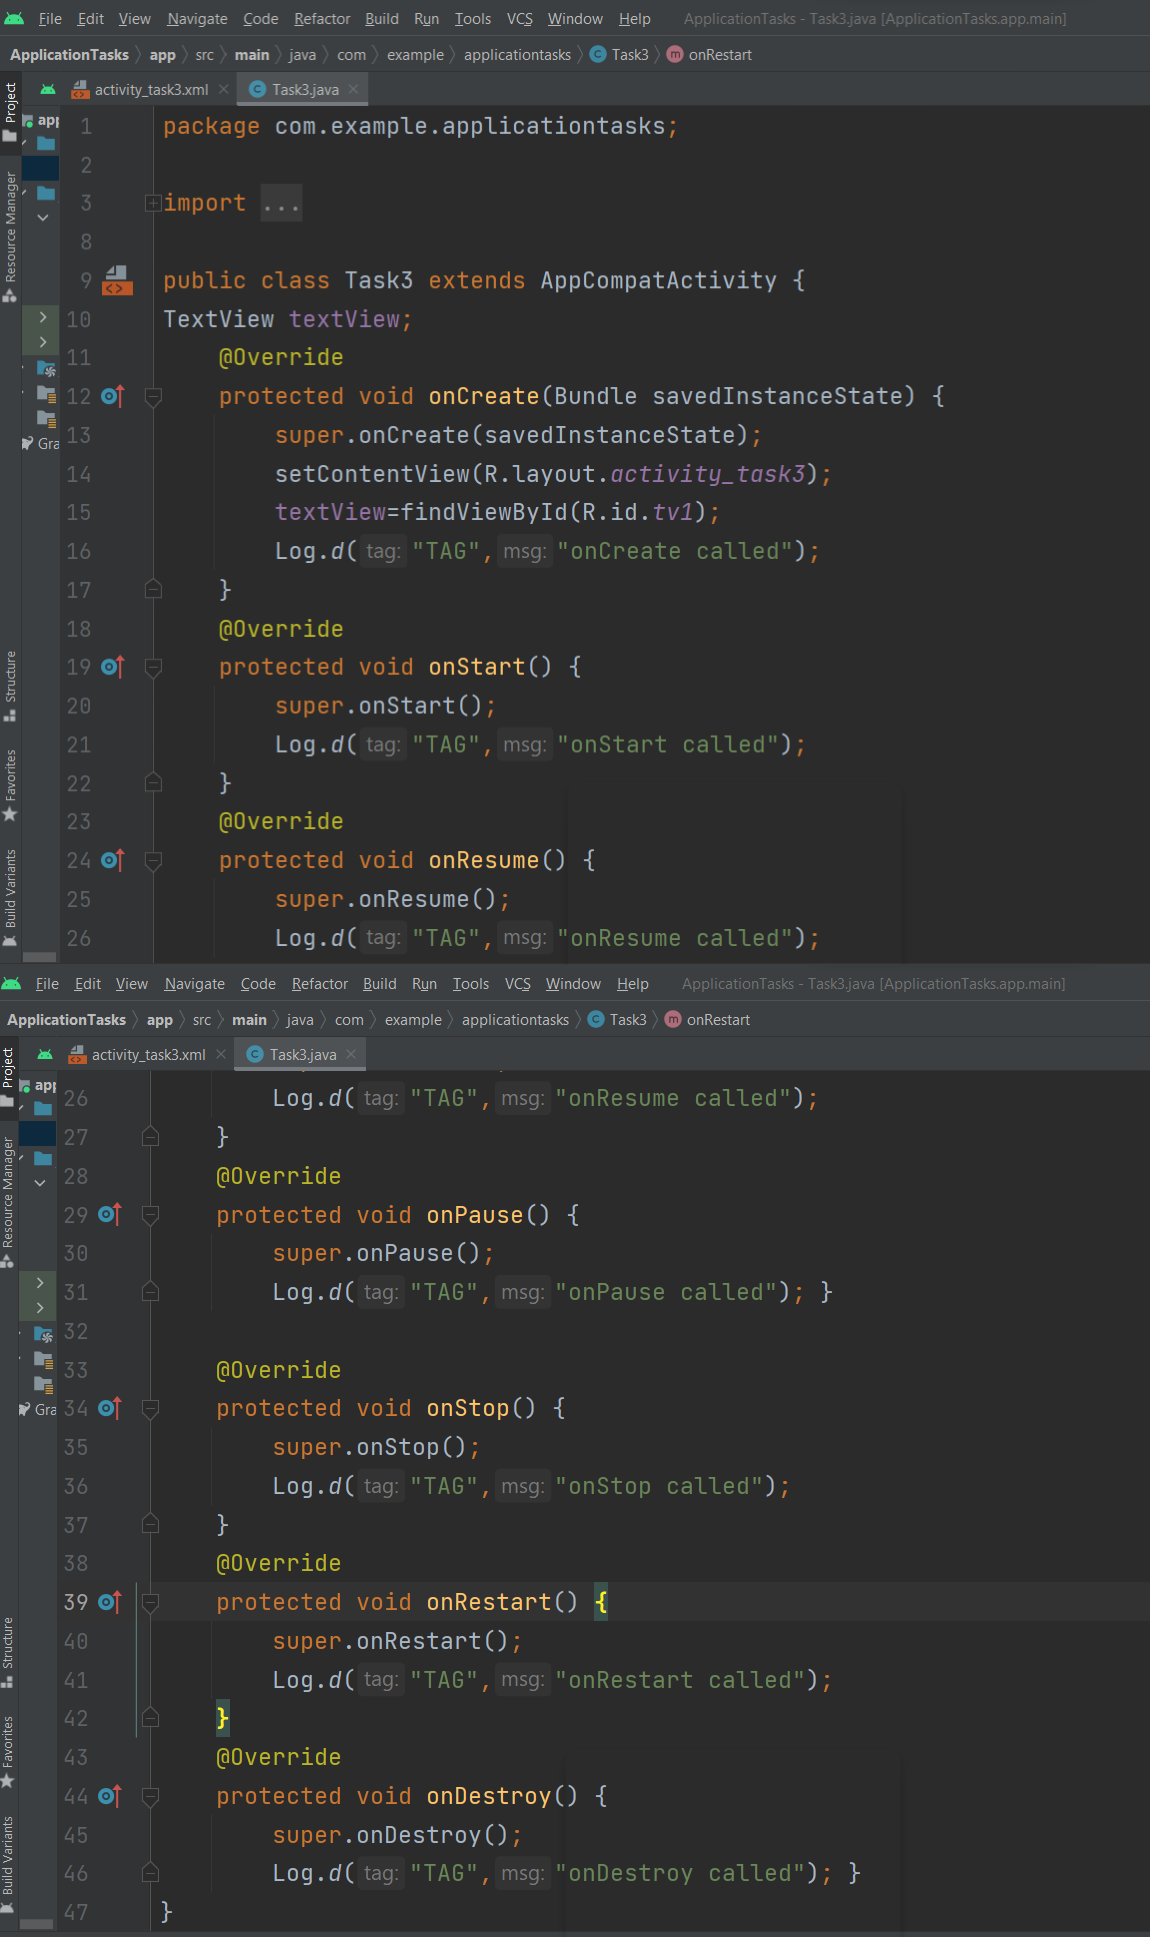 File Edit View Navigate Code Refactor Build Run Tools VCS Window Help ApplicationTasks - Task3.java [ApplicationTasks.app.main]
ApplicationTasks app src main java com example applicationtasks Task3 onRestart
activity_task3.xml Task3.java
Project
Resource Manager
Structure
Favorites
Build Variants
app
Gra
1 package com.example.applicationtasks;
2
3 import ...
8
9 public class Task3 extends AppCompatActivity {
10 TextView textView;
11 @Override
12 protected void onCreate(Bundle savedInstanceState) {
13 super.onCreate(savedInstanceState);
14 setContentView(R.layout.activity_task3);
15 textView=findViewById(R.id.tv1);
16 Log.d( tag: "TAG", msg: "onCreate called");
17 }
18 @Override
19 protected void onStart() {
20 super.onStart();
21 Log.d( tag: "TAG", msg: "onStart called");
22 }
23 @Override
24 protected void onResume() {
25 super.onResume();
26 Log.d( tag: "TAG", msg: "onResume called");
File Edit View Navigate Code Refactor Build Run Tools VCS Window Help ApplicationTasks - Task3.java [ApplicationTasks.app.main]
ApplicationTasks app src main java com example applicationtasks Task3 onRestart
activity_task3.xml Task3.java
Project
Resource Manager
Structure
Favorites
Build Variants
app
Gra
26 Log.d( tag: "TAG", msg: "onResume called");
27 }
28 @Override
29 protected void onPause() {
30 super.onPause();
31 Log.d( tag: "TAG", msg: "onPause called"); }
32
33 @Override
34 protected void onStop() {
35 super.onStop();
36 Log.d( tag: "TAG", msg: "onStop called");
37 }
38 @Override
39 protected void onRestart() {
40 super.onRestart();
41 Log.d( tag: "TAG", msg: "onRestart called");
42 }
43 @Override
44 protected void onDestroy() {
45 super.onDestroy();
46 Log.d( tag: "TAG", msg: "onDestroy called"); }
47 }